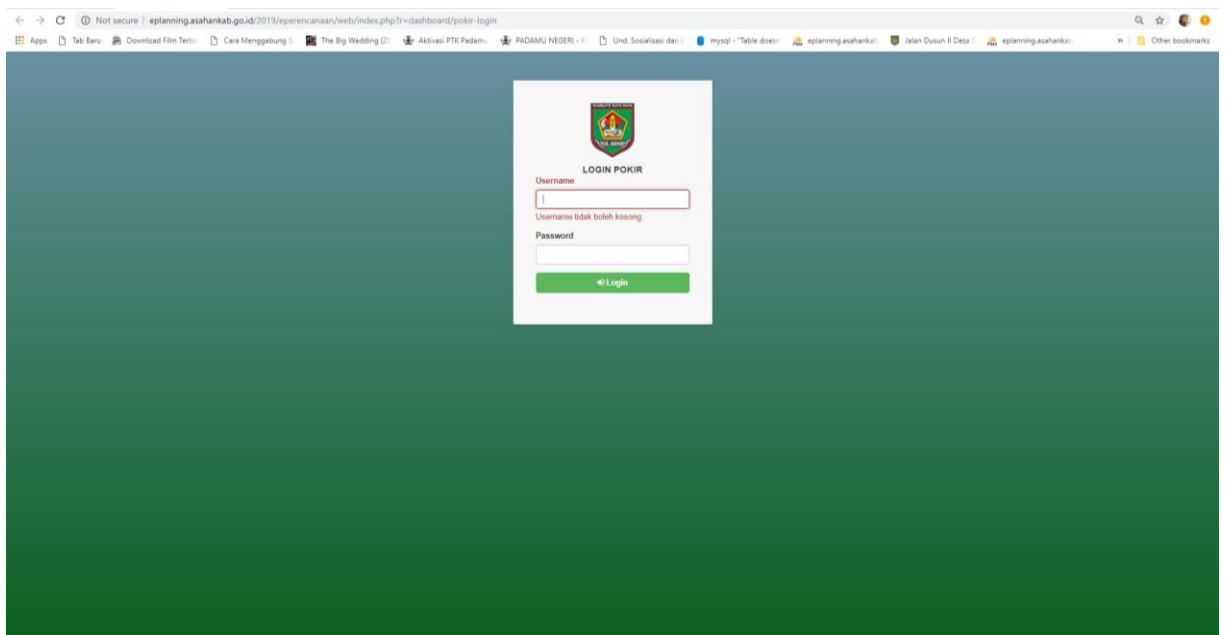 Not secure | eplanning.asahankab.go.id/2019/eperencanaan/web/index.php?r=dashboard/pokir-login
Apps Tab Baru Download Film Terba Cara Menggabung S The Big Wedding (20 Aktivasi PTK Padamu PADAMU NEGERI - Und. Sosialisasi dan mysql - "Table doesn eplanning.asahankab Jalan Dusun II Desa S eplanning.asahankab » Other bookmarks
LOGIN POKIR
Username
Username tidak boleh kosong.
Password
Login